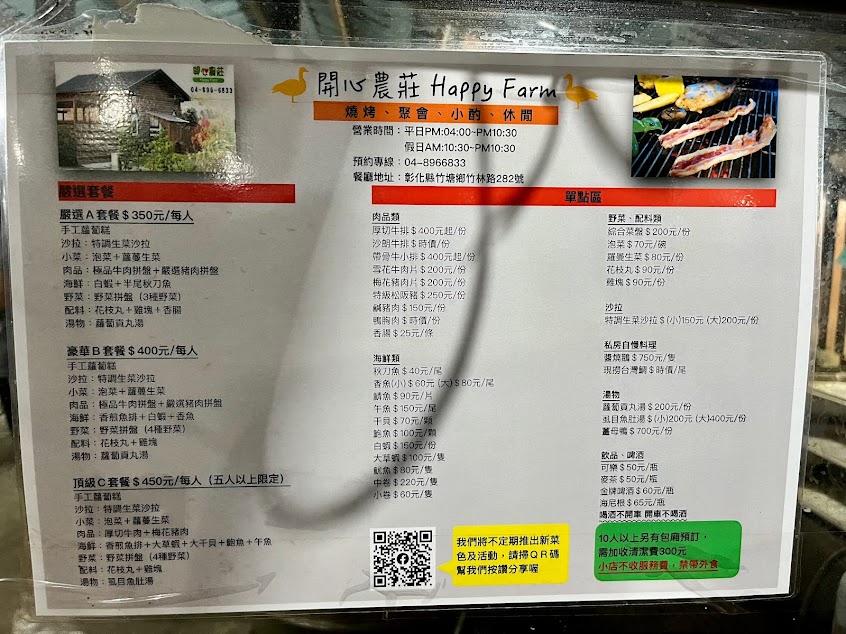 開心農莊
Happy Farm
04-896-6833
開心農莊 Happy Farm
燒烤、聚會、小酌、休閒
營業時間：平日PM:04:00~PM10:30
假日AM:10:30~PM10:30
預約專線：04-8966833
餐廳地址：彰化縣竹塘鄉竹林路282號
嚴選套餐
嚴選A套餐＄350元/每人
手工蘿蔔糕
沙拉：特調生菜沙拉
小菜：泡菜＋蘿蔓生菜
肉品：極品牛肉拼盤＋嚴選豬肉拼盤
海鮮：白蝦＋半尾秋刀魚
野菜：野菜拼盤（3種野菜）
配料：花枝丸＋雞塊＋香腸
湯物：蘿蔔貢丸湯
豪華B套餐＄400元/每人
手工蘿蔔糕
沙拉：特調生菜沙拉
小菜：泡菜＋蘿蔓生菜
肉品：極品牛肉拼盤＋嚴選豬肉拼盤
海鮮：香煎魚排＋白蝦＋香魚
野菜：野菜拼盤（4種野菜）
配料：花枝丸＋雞塊
湯物：蘿蔔貢丸湯
頂級C套餐＄450元/每人（五人以上限定）
手工蘿蔔糕
沙拉：特調生菜沙拉
小菜：泡菜＋蘿蔓生菜
肉品：厚切牛肉＋梅花豬肉
海鮮：香煎魚排＋大草蝦＋大干貝＋鮑魚＋午魚
野菜：野菜拼盤（4種野菜）
配料：花枝丸＋雞塊
湯物：虱目魚肚湯
單點區
肉品類
厚切牛排＄400元起/份
沙朗牛排＄時價/份
帶骨牛小排＄400元起/份
雪花牛肉片＄200元/份
梅花豬肉片＄200元/份
特級松阪豬＄250元/份
鹹豬肉＄150元/份
鴨胸肉＄時價/份
香腸＄25元/條
海鮮類
秋刀魚＄40元/尾
香魚(小)＄60元 (大)＄80元/尾
鯖魚＄90元/片
午魚＄150元/尾
干貝＄70元/顆
鮑魚＄100元/顆
白蝦＄150元/份
大草蝦＄100元/隻
魷魚＄80元/隻
中卷＄220元/隻
小卷＄60元/隻
野菜、配料類
綜合菜盤＄200元/份
泡菜＄70元/碗
蘿蔓生菜＄80元/份
花枝丸＄90元/份
雞塊＄90元/份
沙拉
特調生菜沙拉＄(小)150元 (大)200元/份
私房自慢料理
醬燒鵝＄750元/隻
現撈台灣鯛＄時價/尾
湯物
蘿蔔貢丸湯＄200元/份
虱目魚肚湯＄(小)200元 (大)400元/份
薑母鴨＄700元/份
飲品、啤酒
可樂＄50元/瓶
麥茶＄50元/瓶
金牌啤酒＄60元/瓶
海尼根＄65元/瓶
喝酒不開車 開車不喝酒
我們將不定期推出新菜
色及活動，請掃QR碼
幫我們按讚分享喔
10人以上另有包廂預訂，
需加收清潔費300元
小店不收服務費，禁帶外食